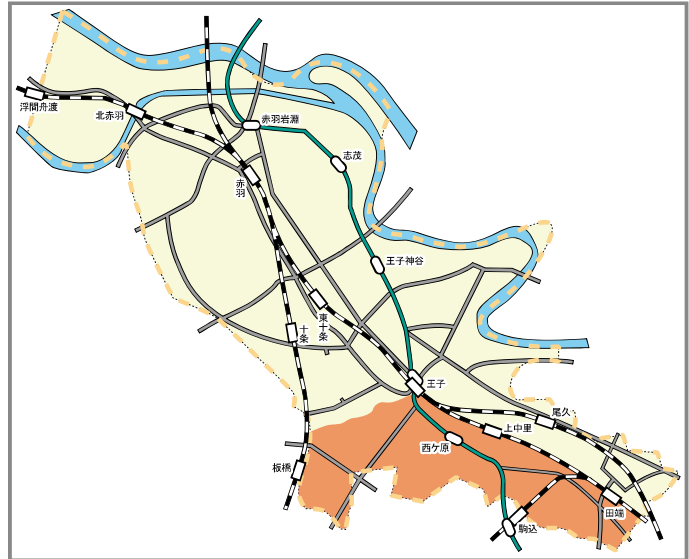 浮間舟渡
北赤羽
赤羽岩淵
志茂
赤羽
王子神谷
東十条
十条
王子
尾久
上中里
西ケ原
板橋
田端
駒込